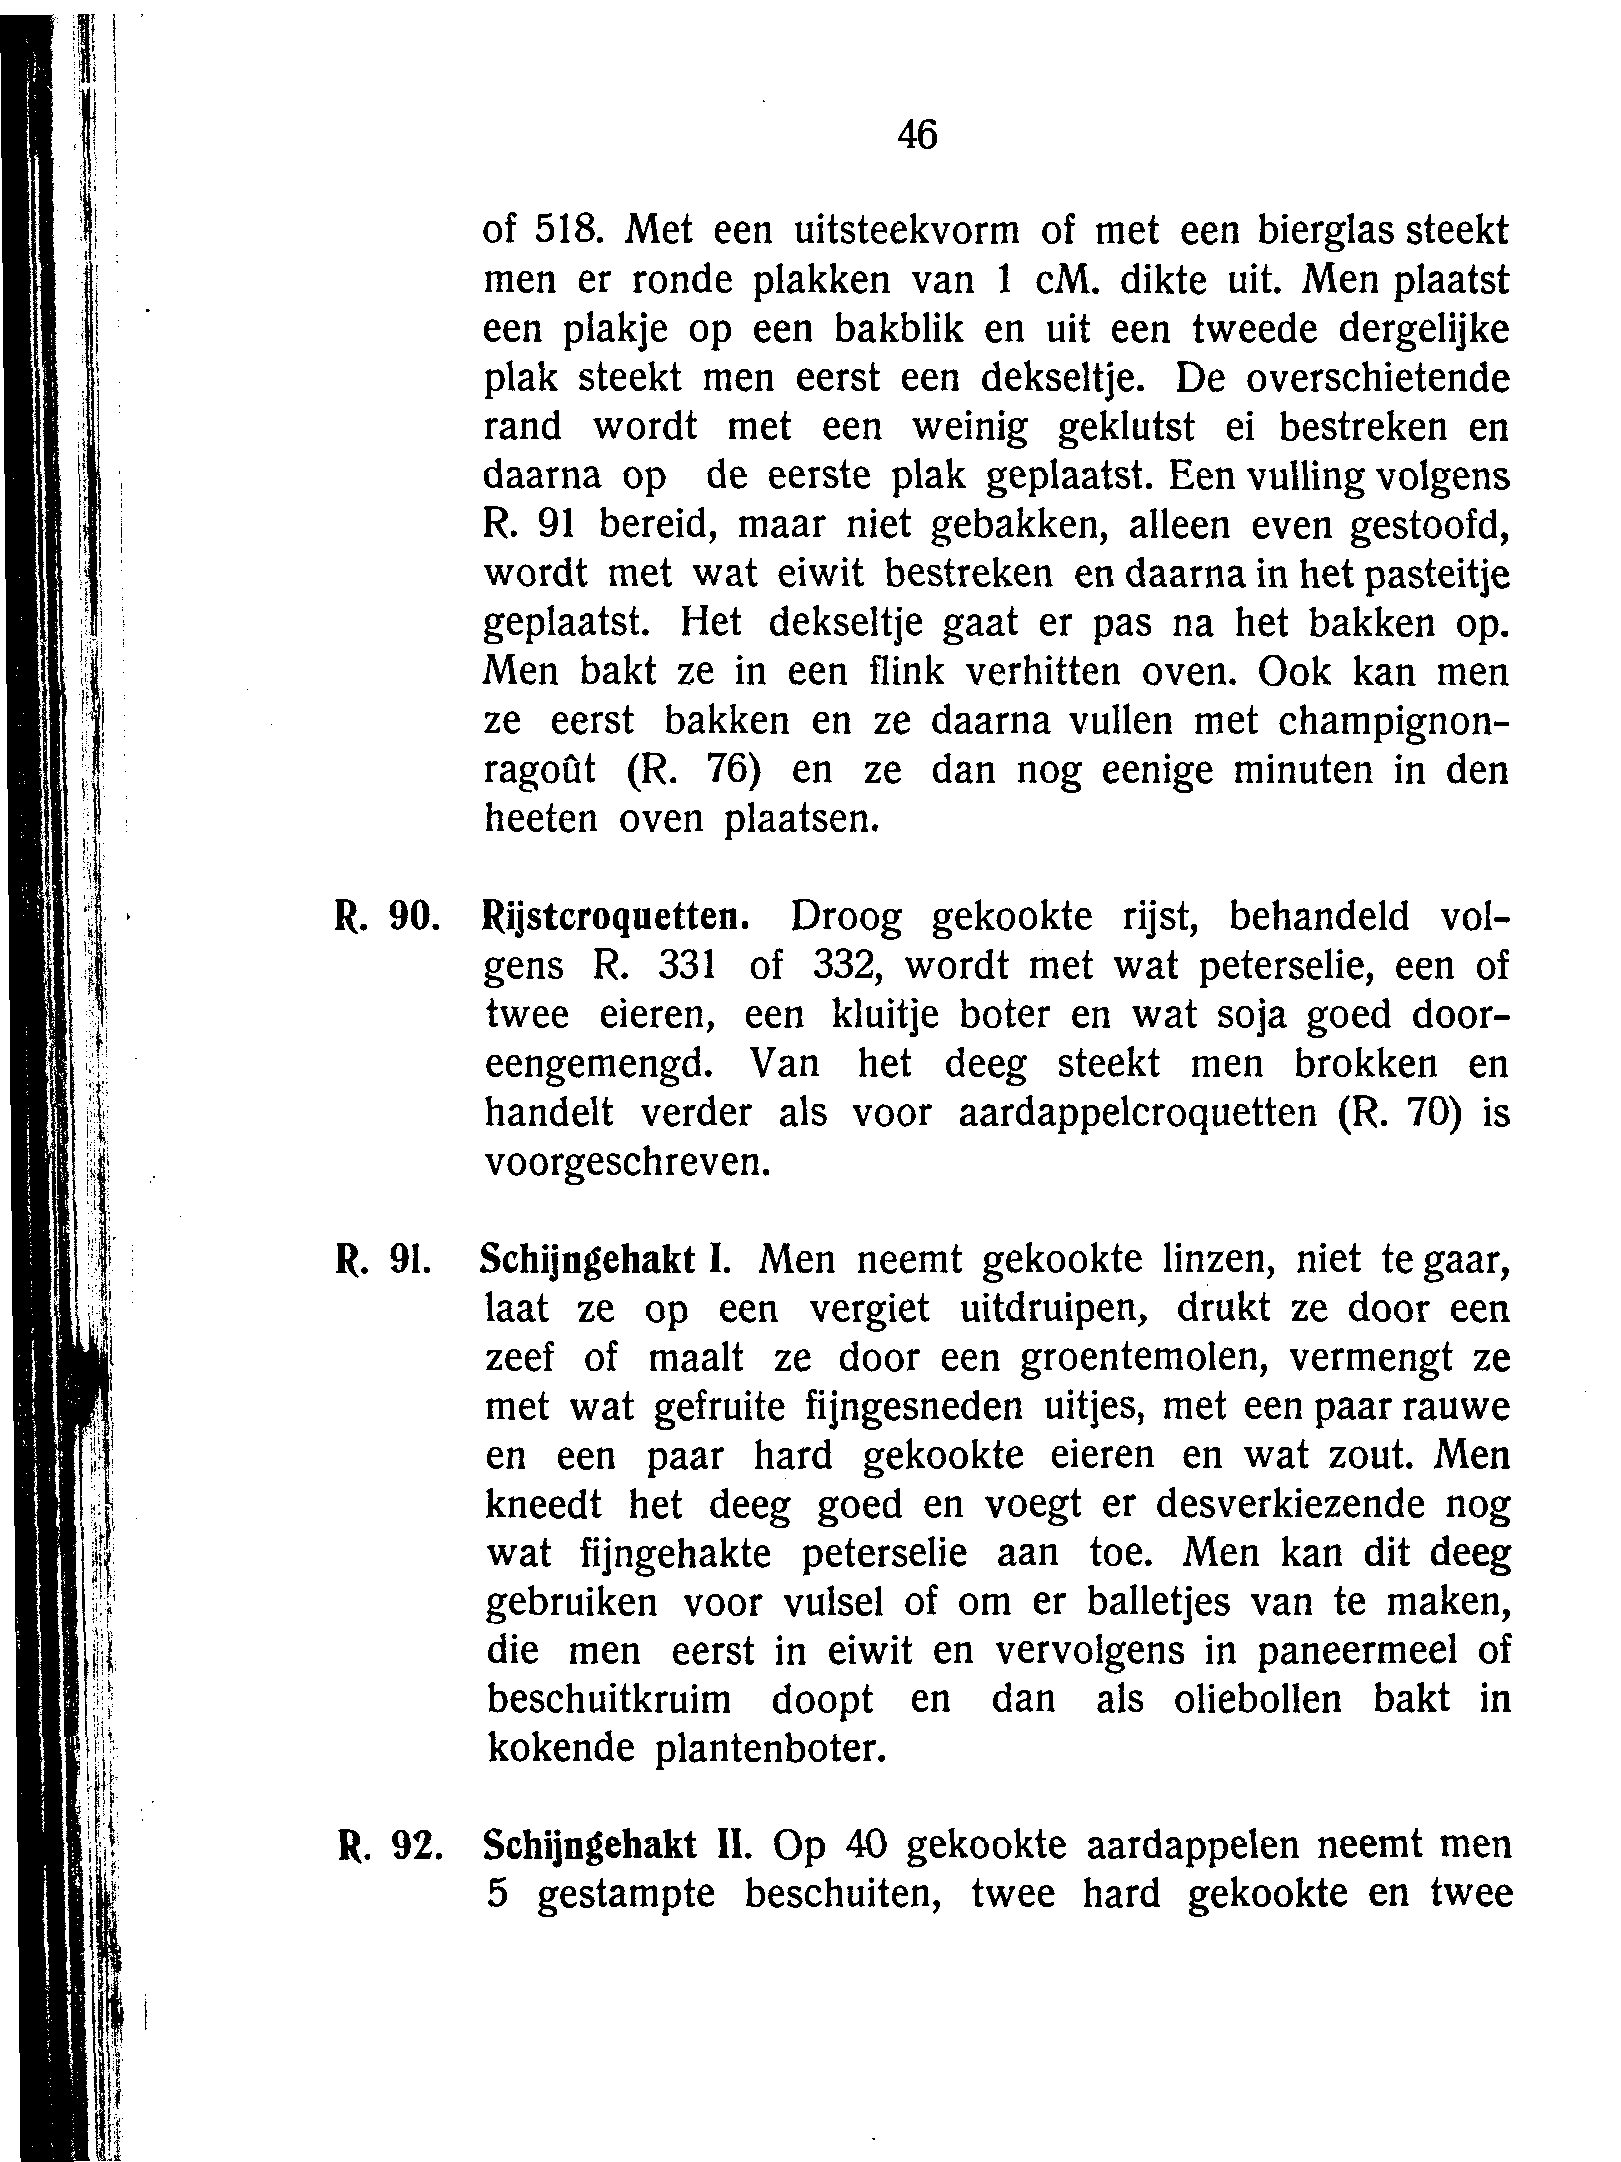 46
of 518. Met een uitsteekvorm of met een bierglas steekt
men er ronde plakken van 1 cM. dikte uit. Men plaatst
een plakje op een bakblik en uit een tweede dergelijke
plak steekt men eerst een dekseltje. De overschietende
rand wordt met een weinig geklutst ei bestreken en
daarna op de eerste plak geplaatst. Een vulling volgens
R. 91 bereid, maar niet gebakken, alleen even gestoofd,
wordt met wat eiwit bestreken en daarna in het pasteitje
geplaatst. Het dekseltje gaat er pas na het bakken op.
Men bakt ze in een flink verhitten oven. Ook kan men
ze eerst bakken en ze daarna vullen met champignon-
ragoût (R. 76) en ze dan nog eenige minuten in den
heeten oven plaatsen.
R. 90. Rijstcroquetten. Droog gekookte rijst, behandeld vol-
gens R. 331 of 332, wordt met wat peterselie, een of
twee eieren, een kluitje boter en wat soja goed door-
eengemengd. Van het deeg steekt men brokken en
handelt verder als voor aardappelcroquetten (R. 70) is
voorgeschreven.
R. 91. Schijngehakt I. Men neemt gekookte linzen, niet te gaar,
laat ze op een vergiet uitdruipen, drukt ze door een
zeef of maalt ze door een groentemolen, vermengt ze
met wat gefruite fijngesneden uitjes, met een paar rauwe
en een paar hard gekookte eieren en wat zout. Men
kneedt het deeg goed en voegt er desverkiezende nog
wat fijngehakte peterselie aan toe. Men kan dit deeg
gebruiken voor vulsel of om er balletjes van te maken,
die men eerst in eiwit en vervolgens in paneermeel of
beschuitkruim doopt en dan als oliebollen bakt in
kokende plantenboter.
R. 92. Schijngehakt II. Op 40 gekookte aardappelen neemt men
5 gestampte beschuiten, twee hard gekookte en twee